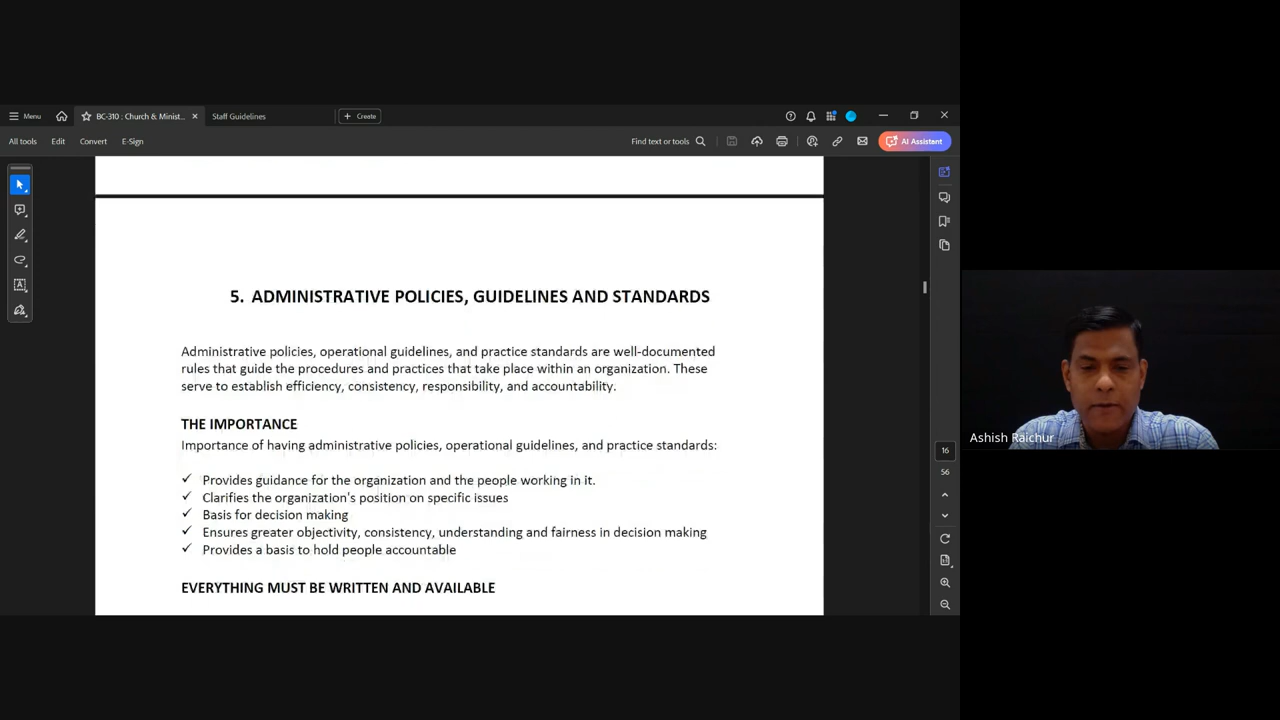 Menu
BC-310 : Church & Minist...
Staff Guidelines
Create
All tools
Edit
Convert
E-Sign
Find text or tools
AI Assistant
5. ADMINISTRATIVE POLICIES, GUIDELINES AND STANDARDS
Administrative policies, operational guidelines, and practice standards are well-documented
rules that guide the procedures and practices that take place within an organization. These
serve to establish efficiency, consistency, responsibility, and accountability.
THE IMPORTANCE
Importance of having administrative policies, operational guidelines, and practice standards:
✓ Provides guidance for the organization and the people working in it.
✓ Clarifies the organization's position on specific issues
✓ Basis for decision making
✓ Ensures greater objectivity, consistency, understanding and fairness in decision making
✓ Provides a basis to hold people accountable
EVERYTHING MUST BE WRITTEN AND AVAILABLE
16
56
Ashish Raichur